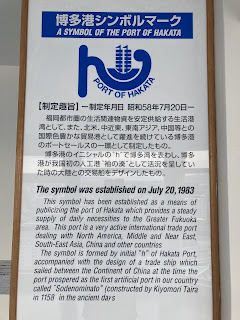 博多港シンボルマーク
A SYMBOL OF THE PORT OF HAKATA
PORT OF HAKATA
【制定趣旨】ー制定年月日 昭和58年7月20日ー
福岡都市圏の生活関連物資を安定供給する生活港
湾として、また、北米、中近東、東南アジア、中国等との
国際色豊かな貿易港として躍進を続けている博多港
のポートセールスの一環として制定したもの。
博多港のイニシャルの"h"で博多湾を表わし、博多
港が我国初の人工港"袖の湊"として活況を呈してい
た時の大陸との交易船をデザインしたもの。
The symbol was established on July 20,1983
This symbol has been established as a means of
publicizing the port of Hakata which provides a steady
supply of daily necessities to the Greater Fukuoka
area. This port is a very active international trade port
dealing with North America, Middle and Near East,
South-East Asia, China and other countries
The symbol is formed by initial "h" of Hakata Port,
accompanied with the design of a trade ship which
sailed between the Continent of China at the time the
port prospered as the first artificial port in our country
called "Sodenominato" (constructed by Kiyomori Taira
in 1158 in the ancient days